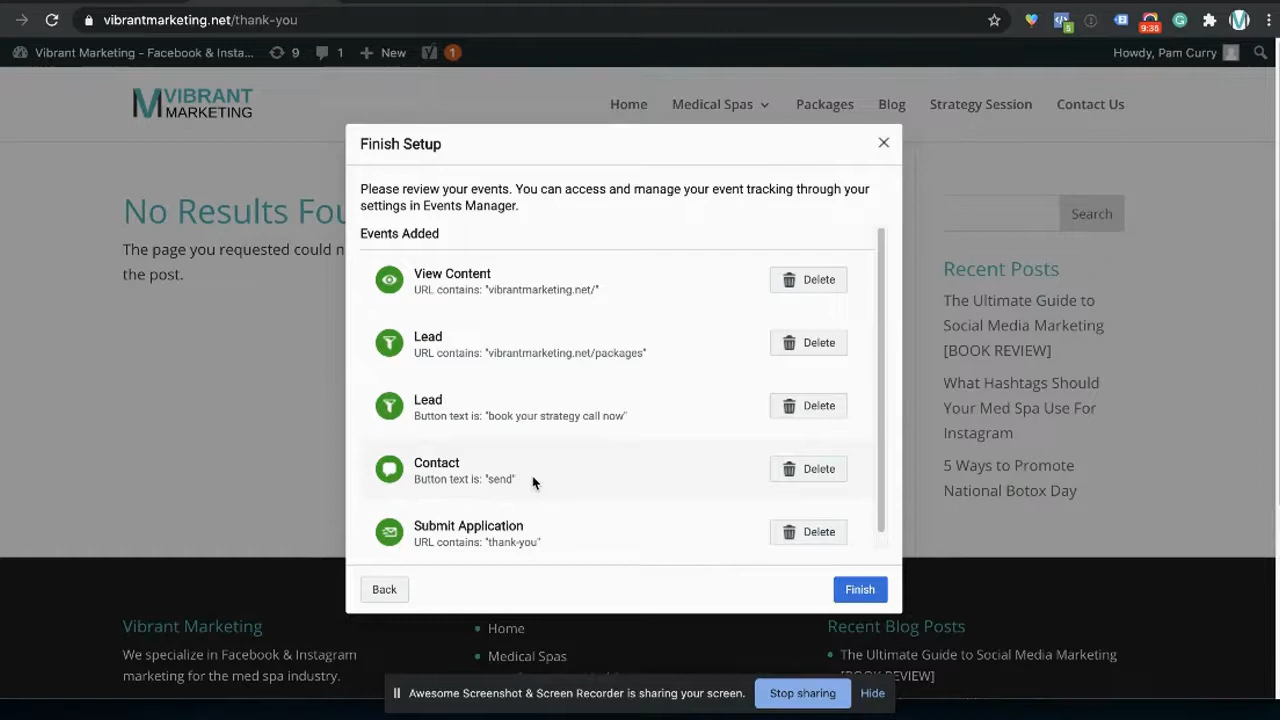 vibrantmarketing.net/thank-you
9:35
5
Vibrant Marketing – Facebook & Insta...
9
1
New
1
Howdy, Pam Curry
VIBRANT
MARKETING
Home
Medical Spas
Packages
Blog
Strategy Session
Contact Us
Finish Setup
Please review your events. You can access and manage your event tracking through your
settings in Events Manager.
Events Added
View Content
URL contains: "vibrantmarketing.net/"
Delete
Lead
URL contains: "vibrantmarketing.net/packages"
Delete
Lead
Button text is: "book your strategy call now"
Delete
Contact
Button text is: "send"
Delete
Submit Application
URL contains: "thank-you"
Delete
Back
Finish
No Results Fou
The page you requested could n
the post.
Search
Recent Posts
The Ultimate Guide to
Social Media Marketing
[BOOK REVIEW]
What Hashtags Should
Your Med Spa Use For
Instagram
5 Ways to Promote
National Botox Day
Vibrant Marketing
We specialize in Facebook & Instagram
marketing for the med spa industry.
Home
Medical Spas
Recent Blog Posts
The Ultimate Guide to Social Media Marketing
[BOOK REVIEW]
Awesome Screenshot & Screen Recorder is sharing your screen.
Stop sharing
Hide